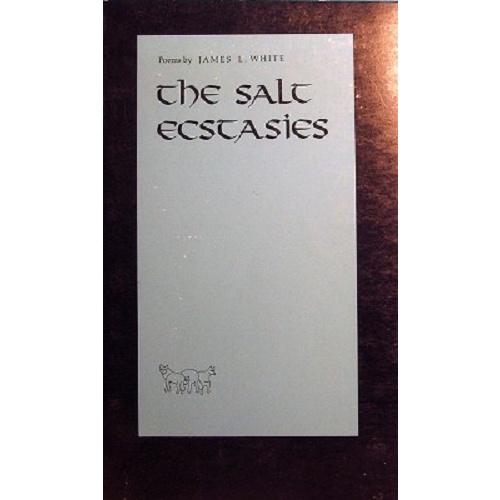 Poems by JAMES L. WHITE
the salt
ecstasies